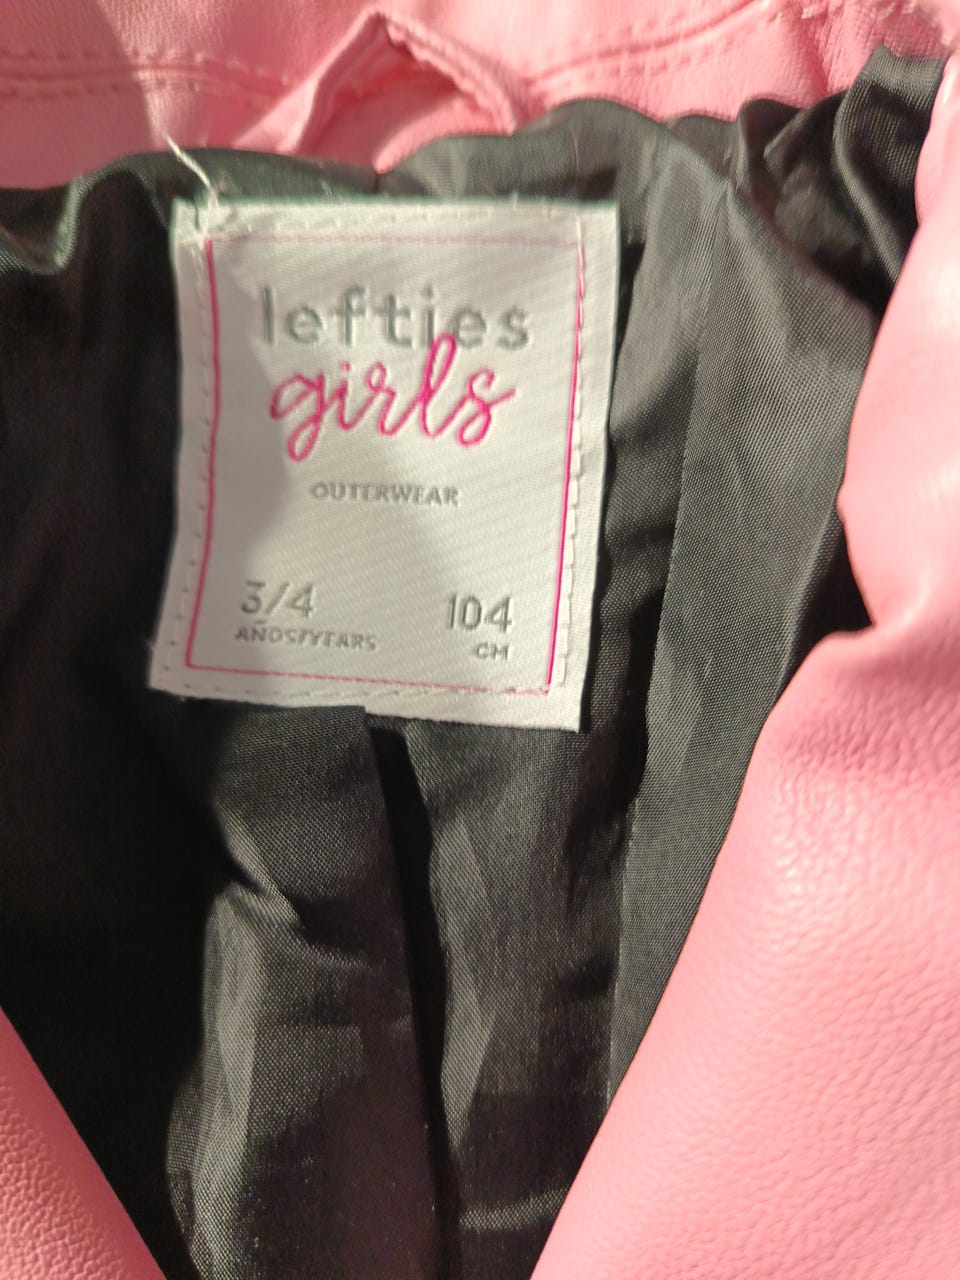 lefties
girls
OUTERWEAR
3/4 104
AÑOS/YEARS CM